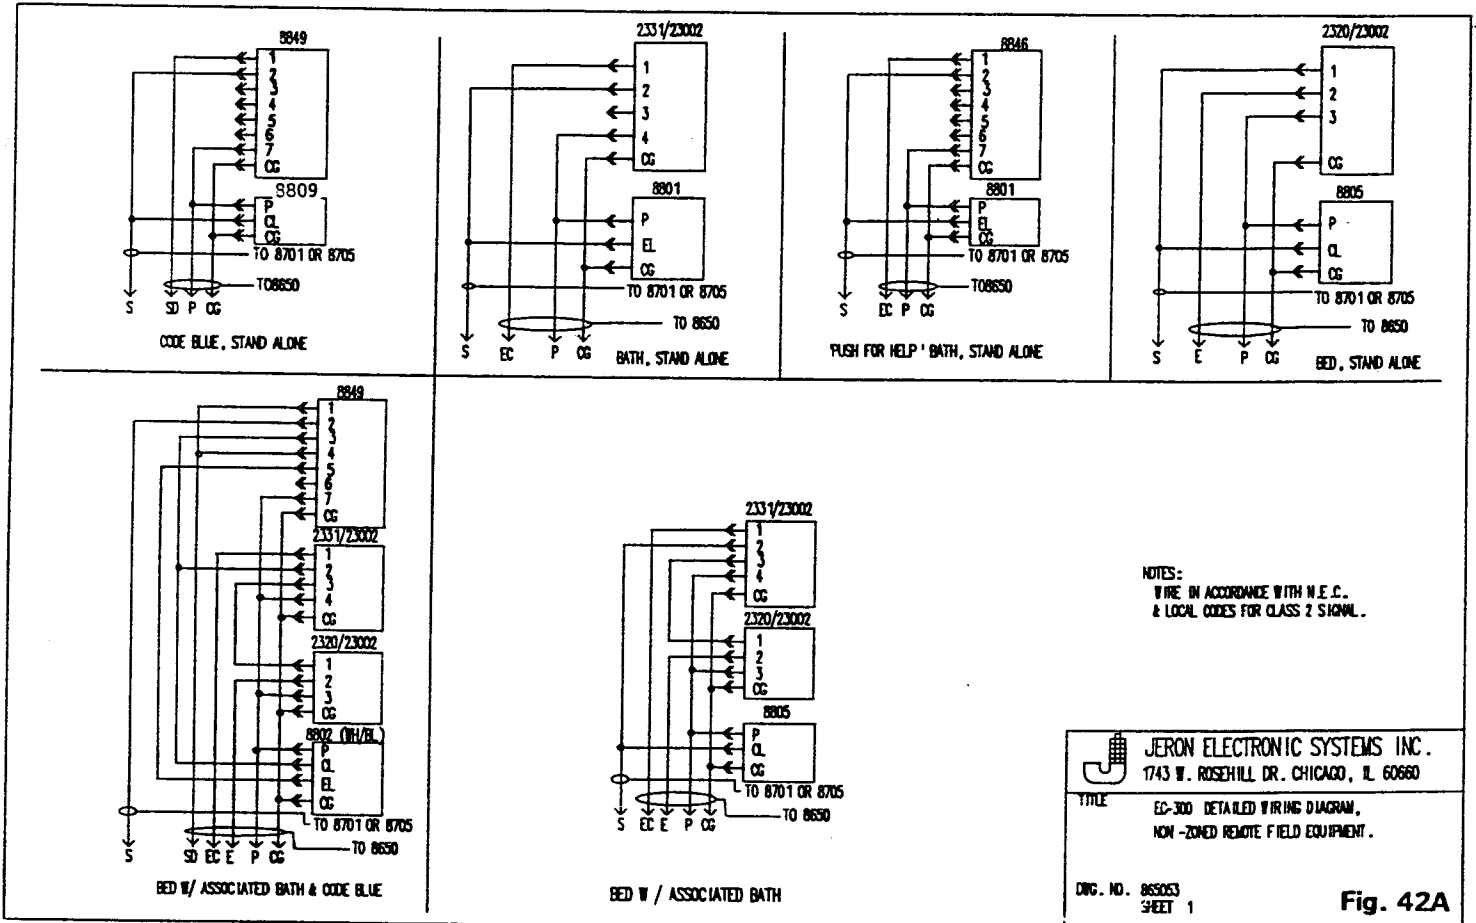 8849
1
2
3
4
5
6
7
CG
8809
P
CL
CG
TO 8701 OR 8705
TO8650
S SD P CG
CODE BLUE, STAND ALONE
2331/23002
1
2
3
4
CG
8801
P
EL
CG
TO 8701 OR 8705
TO 8650
S EC P CG
BATH, STAND ALONE
8846
1
2
3
4
5
6
7
CG
8801
P
EL
CG
TO 8701 OR 8705
TO8650
S EC P CG
'PUSH FOR HELP' BATH, STAND ALONE
2320/23002
1
2
3
CG
8805
P
CL
CG
TO 8701 OR 8705
TO 8650
S E P CG
BED, STAND ALONE
8849
1
2
3
4
5
6
7
CG
2331/23002
1
2
3
4
CG
2320/23002
1
2
3
CG
8802 (WH/BL)
P
CL
EL
CG
TO 8701 OR 8705
TO 8650
S SD EC E P CG
BED W/ ASSOCIATED BATH & CODE BLUE
2331/23002
1
2
3
4
CG
2320/23002
1
2
3
CG
8805
P
CL
CG
TO 8701 OR 8705
TO 8650
S EC E P CG
BED W/ ASSOCIATED BATH
NOTES:
WIRE IN ACCORDANCE WITH N.E.C.
& LOCAL CODES FOR CLASS 2 SIGNAL.
JERON ELECTRONIC SYSTEMS INC.
1743 W. ROSEHILL DR. CHICAGO, IL 60660
TITLE
EC-300 DETAILED WIRING DIAGRAM,
NON-ZONED REMOTE FIELD EQUIPMENT.
DWG. NO. 865053
SHEET 1
Fig. 42A